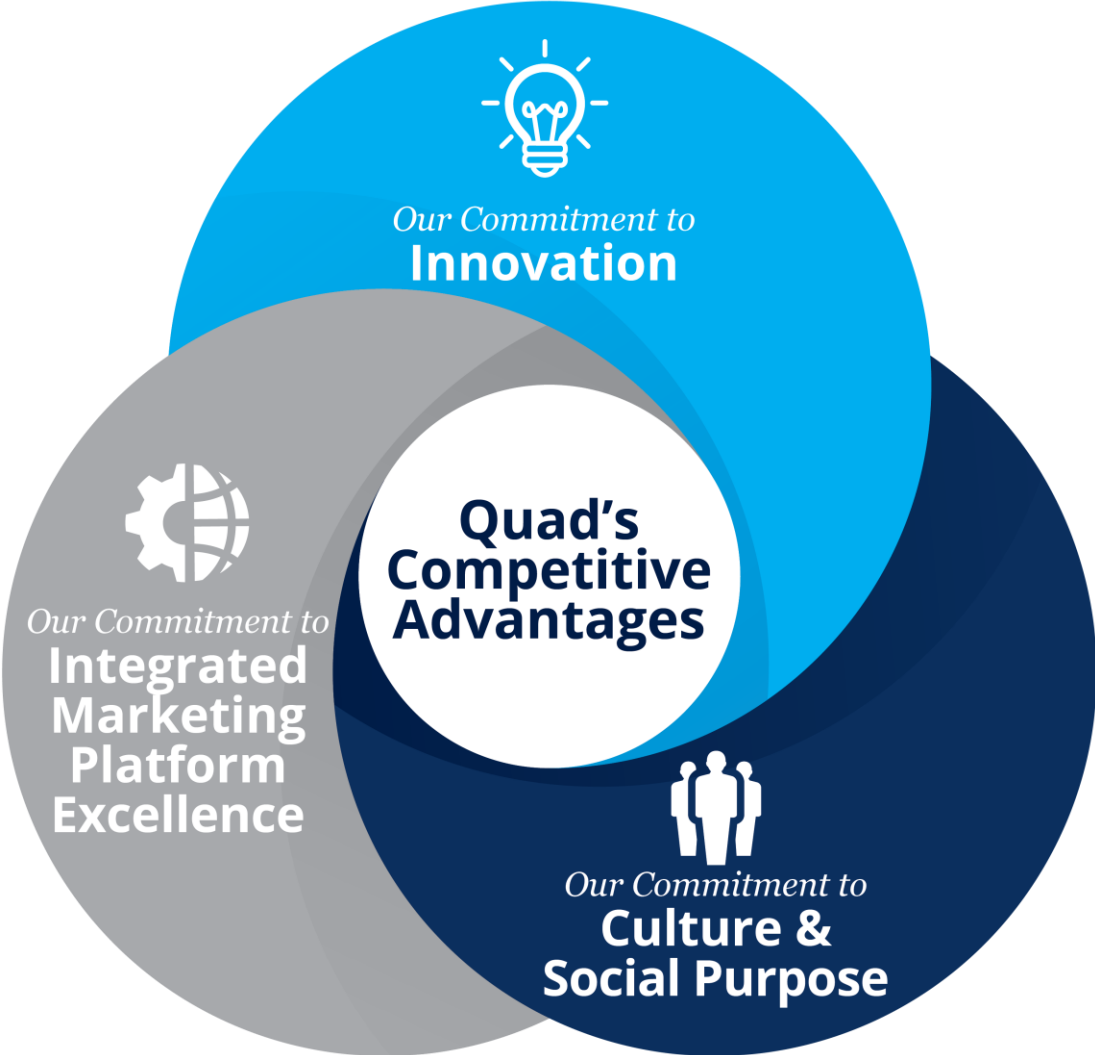 Our Commitment to
Innovation
Quad’s
Competitive
Advantages
Our Commitment to
Integrated
Marketing
Platform
Excellence
Our Commitment to
Culture &
Social Purpose